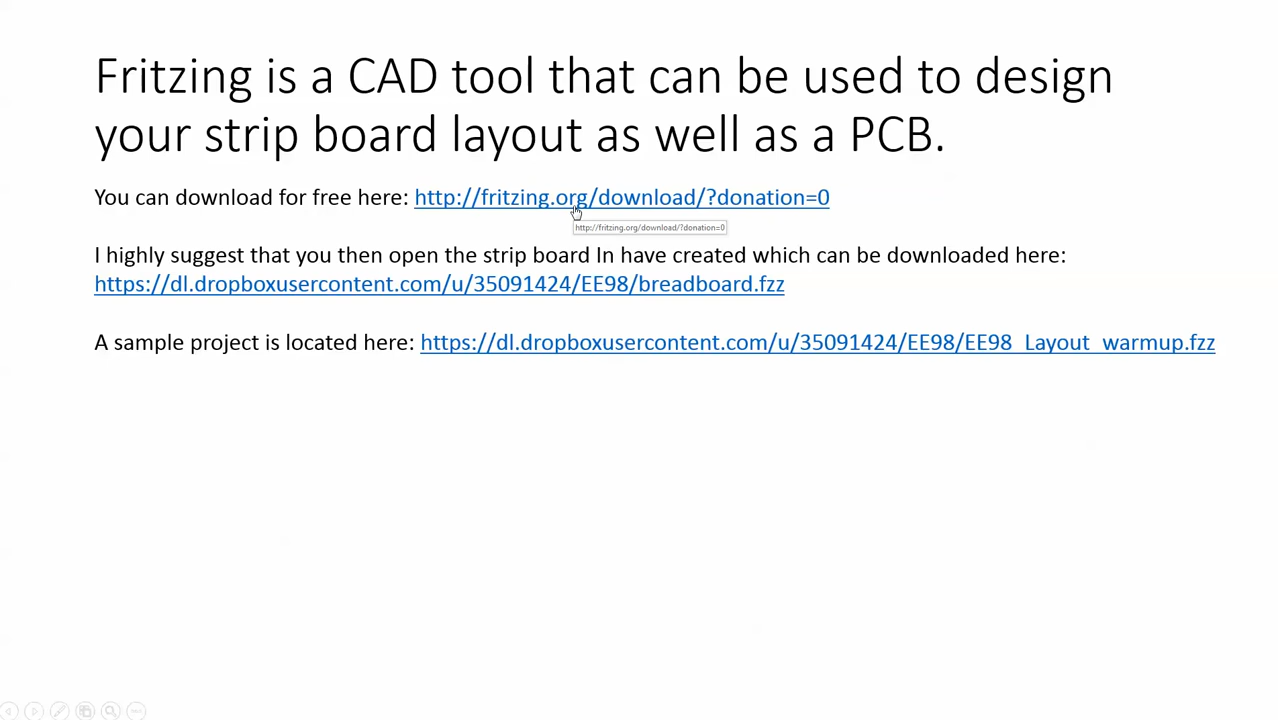 Fritzing is a CAD tool that can be used to design
your strip board layout as well as a PCB.
You can download for free here: http://fritzing.org/download/?donation=0
http://fritzing.org/download/?donation=0
I highly suggest that you then open the strip board In have created which can be downloaded here:
https://dl.dropboxusercontent.com/u/35091424/EE98/breadboard.fzz
A sample project is located here: https://dl.dropboxusercontent.com/u/35091424/EE98/EE98_Layout_warmup.fzz